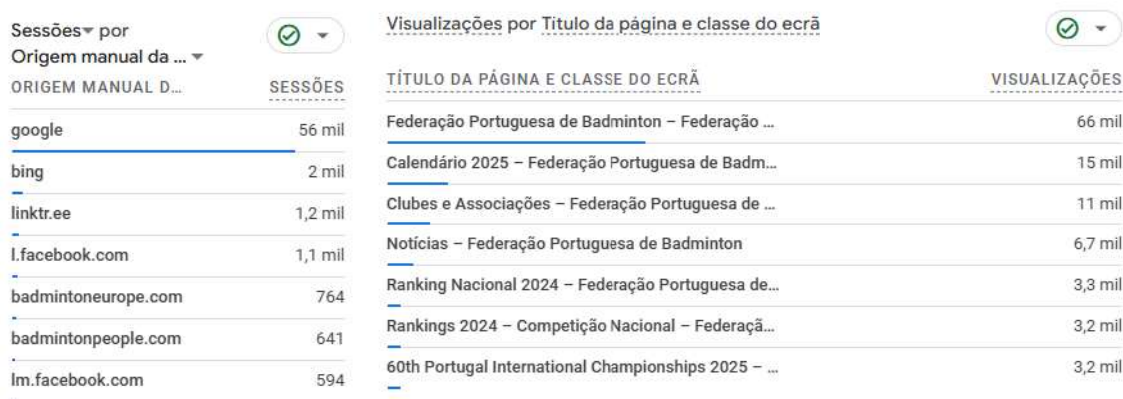 Sessões por
Origem manual da ...
ORIGEM MANUAL D... SESSÕES
google 56 mil
bing 2 mil
linktr.ee 1,2 mil
l.facebook.com 1,1 mil
badmintoneurope.com 764
badmintonpeople.com 641
lm.facebook.com 594
Visualizações por Título da página e classe do ecrã
TÍTULO DA PÁGINA E CLASSE DO ECRÃ VISUALIZAÇÕES
Federação Portuguesa de Badminton – Federação ... 66 mil
Calendário 2025 – Federação Portuguesa de Badm... 15 mil
Clubes e Associações – Federação Portuguesa de ... 11 mil
Notícias – Federação Portuguesa de Badminton 6,7 mil
Ranking Nacional 2024 – Federação Portuguesa de... 3,3 mil
Rankings 2024 – Competição Nacional – Federaçã... 3,2 mil
60th Portugal International Championships 2025 – ... 3,2 mil